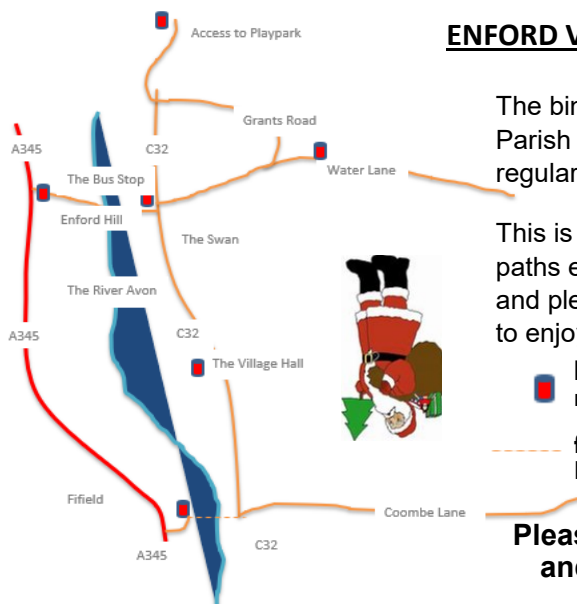 Access to Playpark
ENFORD V
The bin
Parish
regular
Grants Road
A345
C32
Water Lane
The Bus Stop
Enford Hill
The Swan
This is
paths e
and ple
to enjo
The River Avon
A345
C32
The Village Hall
Fifield
Coombe Lane
A345
C32
Pleas
and